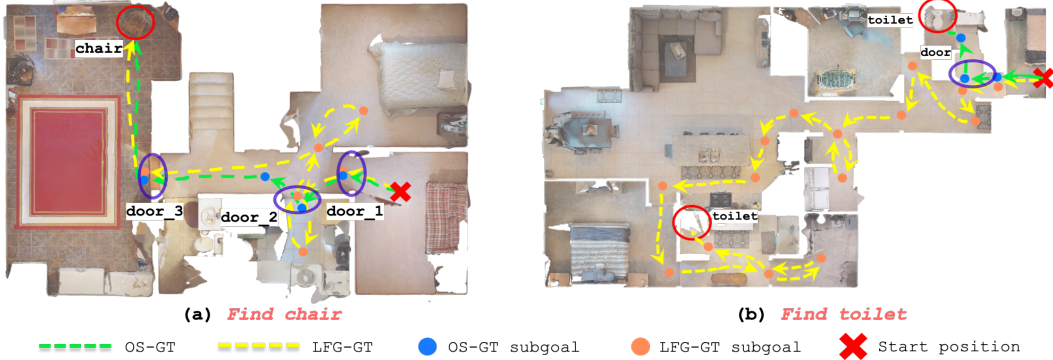 chair
door_3
door_2
door_1
(a) Find chair
toilet
door
toilet
(b) Find toilet
OS-GT
LFG-GT
OS-GT subgoal
LFG-GT subgoal
Start position